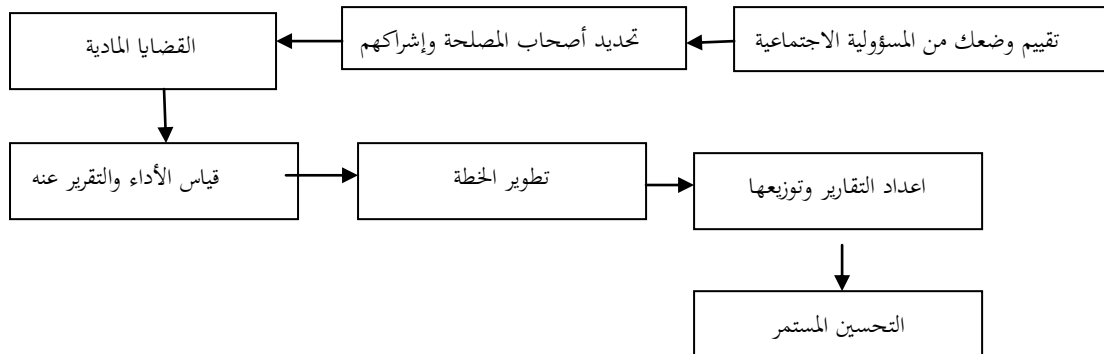 تقييم وضعك من المسؤولية الاجتماعية
تحديد أصحاب المصلحة وإشراكهم
القضايا المادية
قياس الأداء والتقرير عنه
تطوير الخطة
اعداد التقارير وتوزيعها
التحسين المستمر